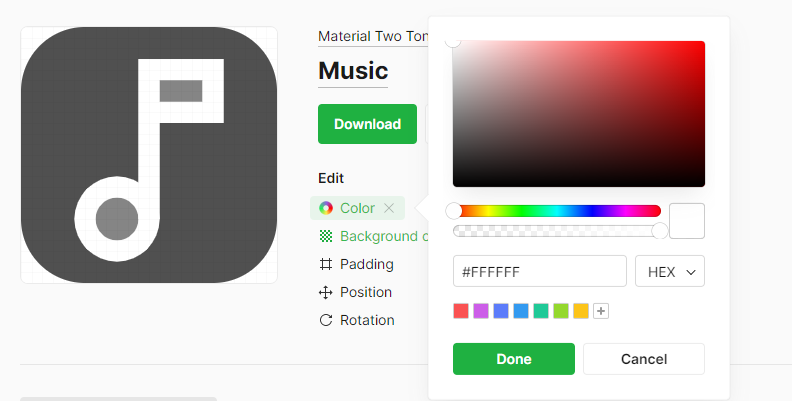 Material Two Ton
Music
Download
Edit
Color
Background c
Padding
Position
Rotation
#FFFFFF
HEX
Done
Cancel